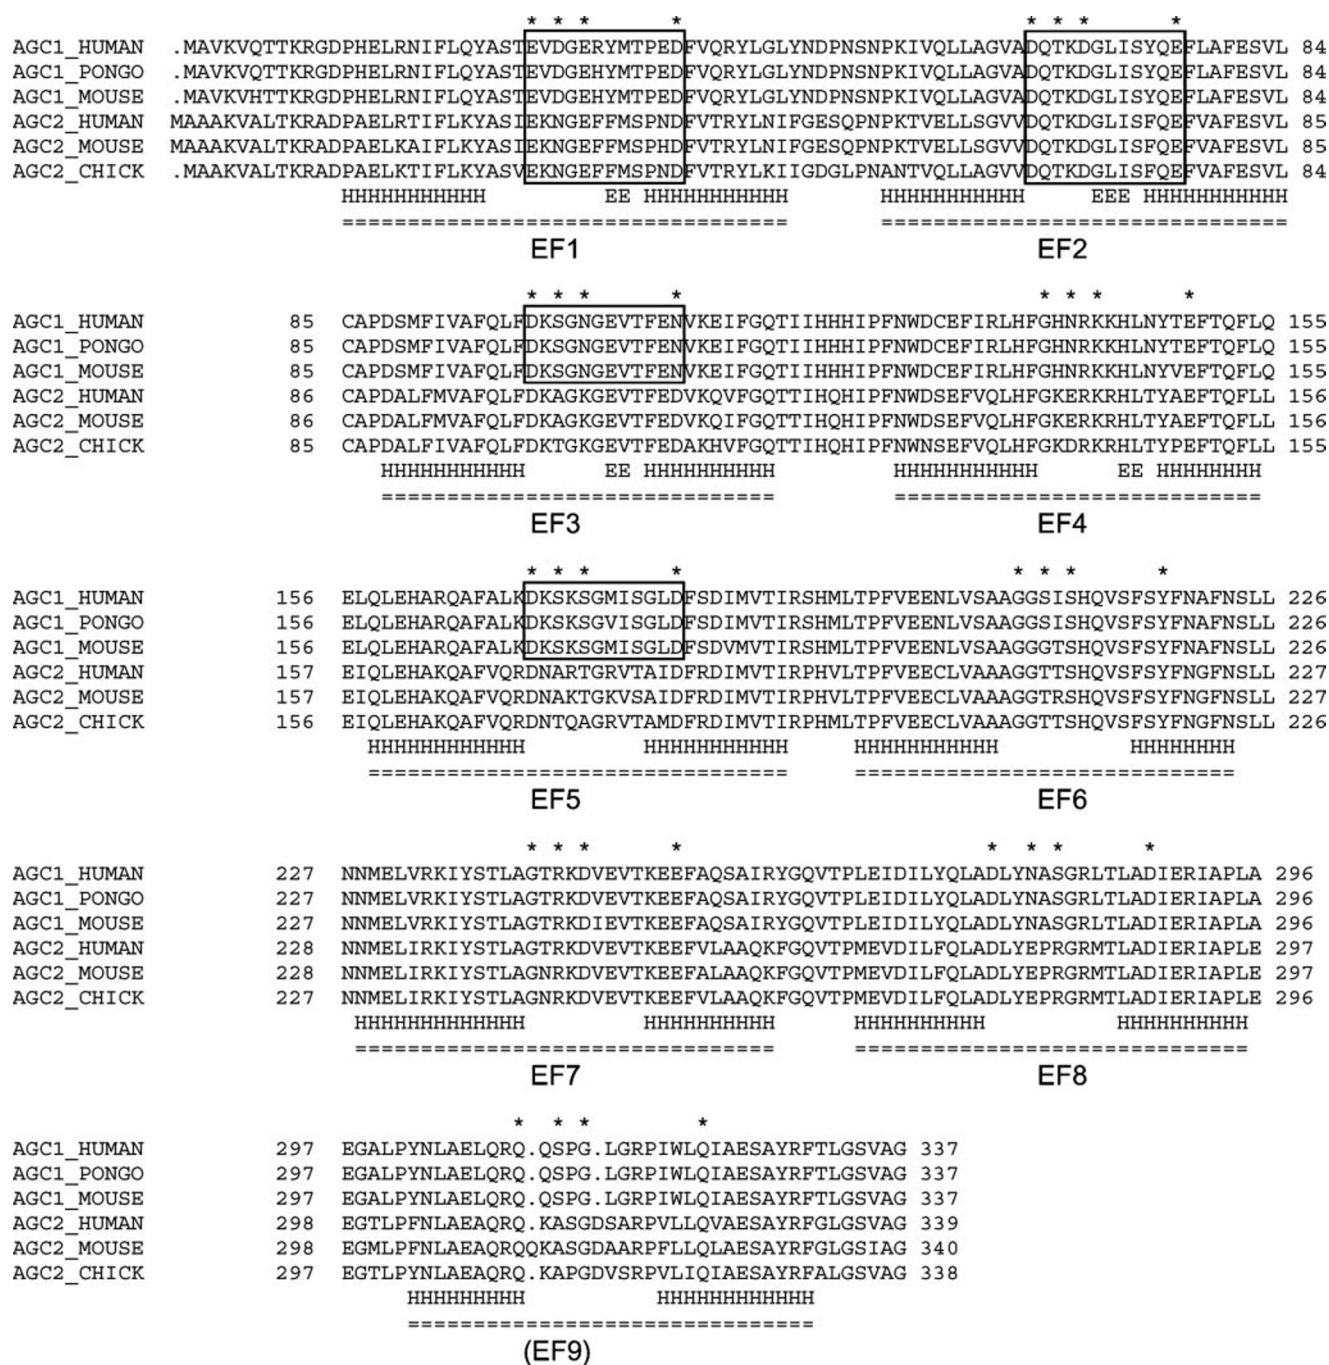 * * * * * * * *
AGC1_HUMAN .MAVKVQTTKRGDPHELRNIFLQYASTEVDGERYMTPEDFVQRYLGLYNDPNSNPKIVQLLAGVADQTKDGLISYQEFLAFESVL 84
AGC1_PONGO .MAVKVQTTKRGDPHELRNIFLQYASTEVDGEHYMTPEDFVQRYLGLYNDPNSNPKIVQLLAGVADQTKDGLISYQEFLAFESVL 84
AGC1_MOUSE .MAVKVHTTKRGDPHELRNIFLQYASTEVDGEHYMTPEDFVQRYLGLYNDPNSNPKIVQLLAGVADQTKDGLISYQEFLAFESVL 84
AGC2_HUMAN MAAAKVALTKRADPAELRTIFLKYASIEKNGEFFMSPNDFVTRYLNIFGESQPNPKTVELLSGVVDQTKDGLISFQEFVAFESVL 85
AGC2_MOUSE MAAAKVALTKRADPAELKAIFLKYASIEKNGEFFMSPHDFVTRYLNIFGESQPNPKTVELLSGVVDQTKDGLISFQEFVAFESVL 85
AGC2_CHICK .MAAKVALTKRADPAELKTIFLKYASVEKNGEFFMSPNDFVTRYLKIIGDGLPNANTVQLLAGVVDQTKDGLISFQEFVAFESVL 84
HHHHHHHHHHH EE HHHHHHHHHHH HHHHHHHHHHH EEE HHHHHHHHHHH
================================== ===============================
EF1 EF2
* * * * * * * *
AGC1_HUMAN 85 CAPDSMFIVAFQLFDKSGNGEVTFENVKEIFGQTIIHHHIPFNWDCEFIRLHFGHNRKKHLNYTEFTQFLQ 155
AGC1_PONGO 85 CAPDSMFIVAFQLFDKSGNGEVTFENVKEIFGQTIIHHHIPFNWDCEFIRLHFGHNRKKHLNYTEFTQFLQ 155
AGC1_MOUSE 85 CAPDSMFIVAFQLFDKSGNGEVTFENVKEIFGQTIIHHHIPFNWDCEFIRLHFGHNRKKHLNYVEFTQFLQ 155
AGC2_HUMAN 86 CAPDALFMVAFQLFDKAGKGEVTFEDVKQVFGQTTIHQHIPFNWDSEFVQLHFGKERKRHLTYAEFTQFLL 156
AGC2_MOUSE 86 CAPDALFMVAFQLFDKAGKGEVTFEDVKQIFGQTTIHQHIPFNWDSEFVQLHFGKERKRHLTYAEFTQFLL 156
AGC2_CHICK 85 CAPDALFIVAFQLFDKTGKGEVTFEDAKHVFGQTTIHQHIPFNWNSEFVQLHFGKDRKRHLTYPEFTQFLL 155
HHHHHHHHHHH EE HHHHHHHHHH HHHHHHHHHHH EE HHHHHHHH
============================== ============================
EF3 EF4
* * * * * * * *
AGC1_HUMAN 156 ELQLEHARQAFALKDKSKSGMISGLDFSDIMVTIRSHMLTPFVEENLVSAAGGSISHQVSFSYFNAFNSLL 226
AGC1_PONGO 156 ELQLEHARQAFALKDKSKSGVISGLDFSDIMVTIRSHMLTPFVEENLVSAAGGSISHQVSFSYFNAFNSLL 226
AGC1_MOUSE 156 ELQLEHARQAFALKDKSKSGMISGLDFSDVMVTIRSHMLTPFVEENLVSAAGGGTSHQVSFSYFNAFNSLL 226
AGC2_HUMAN 157 EIQLEHAKQAFVQRDNARTGRVTAIDFRDIMVTIRPHVLTPFVEECLVAAAGGTTSHQVSFSYFNGFNSLL 227
AGC2_MOUSE 157 EIQLEHAKQAFVQRDNAKTGKVSAIDFRDIMVTIRPHVLTPFVEECLVAAAGGTRSHQVSFSYFNGFNSLL 227
AGC2_CHICK 156 EIQLEHAKQAFVQRDNTQAGRVTAMDFRDIMVTIRPHMLTPFVEECLVAAAGGTTSHQVSFSYFNGFNSLL 226
HHHHHHHHHHHH HHHHHHHHHHH HHHHHHHHHHH HHHHHHHH
================================ =============================
EF5 EF6
* * * * * * * *
AGC1_HUMAN 227 NNMELVRKIYSTLAGTRKDVEVTKEEFAQSAIRYGQVTPLEIDILYQLADLYNASGRLTLADIERIAPLA 296
AGC1_PONGO 227 NNMELVRKIYSTLAGTRKDVEVTKEEFAQSAIRYGQVTPLEIDILYQLADLYNASGRLTLADIERIAPLA 296
AGC1_MOUSE 227 NNMELVRKIYSTLAGTRKDIEVTKEEFAQSAIRYGQVTPLEIDILYQLADLYNASGRLTLADIERIAPLA 296
AGC2_HUMAN 228 NNMELIRKIYSTLAGTRKDVEVTKEEFVLAAQKFGQVTPMEVDILFQLADLYEPRGRMTLADIERIAPLE 297
AGC2_MOUSE 228 NNMELIRKIYSTLAGNRKDVEVTKEEFALAAQKFGQVTPMEVDILFQLADLYEPRGRMTLADIERIAPLE 297
AGC2_CHICK 227 NNMELIRKIYSTLAGNRKDVEVTKEEFVLAAQKFGQVTPMEVDILFQLADLYEPRGRMTLADIERIAPLE 296
HHHHHHHHHHHHH HHHHHHHHHH HHHHHHHHHH HHHHHHHHHH
================================ ==============================
EF7 EF8
* * * *
AGC1_HUMAN 297 EGALPYNLAELQRQ.QSPG.LGRPIWLQIAESAYRFTLGSVAG 337
AGC1_PONGO 297 EGALPYNLAELQRQ.QSPG.LGRPIWLQIAESAYRFTLGSVAG 337
AGC1_MOUSE 297 EGALPYNLAELQRQ.QSPG.LGRPIWLQIAESAYRFTLGSVAG 337
AGC2_HUMAN 298 EGTLPFNLAEAQRQ.KASGDSARPVLLQVAESAYRFGLGSVAG 339
AGC2_MOUSE 298 EGMLPFNLAEAQRQQKASGDAARPFLLQLAESAYRFGLGSIAG 340
AGC2_CHICK 297 EGTLPYNLAEAQRQ.KAPGDVSRPVLIQIAESAYRFALGSVAG 338
HHHHHHHHH HHHHHHHHHHHH
===============================
(EF9)